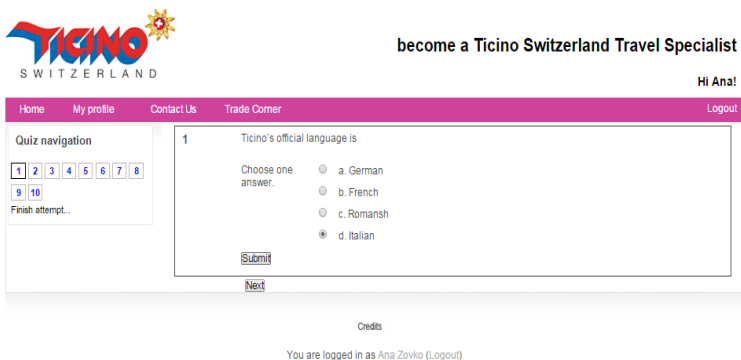 TICINO
SWITZERLAND
become a Ticino Switzerland Travel Specialist
Hi Ana!
Home My profile Contact Us Trade Corner Logout
Quiz navigation
1 2 3 4 5 6 7 8
9 10
Finish attempt...
1 Ticino's official language is
Choose one
answer.
a. German
b. French
c. Romansh
d. Italian
Submit
Next
Credits
You are logged in as Ana Zovko (Logout)